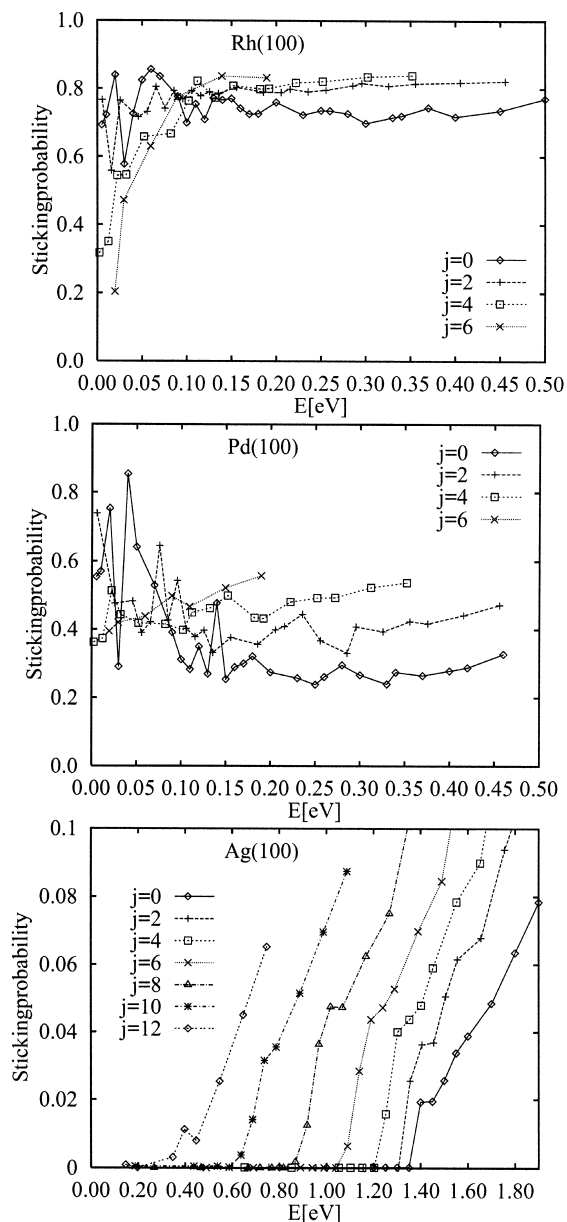 Rh(100)
1.0
0.8
0.6
0.4
0.2
0.0
Stickingprobability
j=0
j=2
j=4
j=6
0.00 0.05 0.10 0.15 0.20 0.25 0.30 0.35 0.40 0.45 0.50
E[eV]
Pd(100)
1.0
0.8
0.6
0.4
0.2
0.0
Stickingprobability
j=0
j=2
j=4
j=6
0.00 0.05 0.10 0.15 0.20 0.25 0.30 0.35 0.40 0.45 0.50
E[eV]
Ag(100)
0.1
0.08
0.06
0.04
0.02
0
Stickingprobability
j=0
j=2
j=4
j=6
j=8
j=10
j=12
0.00 0.20 0.40 0.60 0.80 1.00 1.20 1.40 1.60 1.80
E[eV]